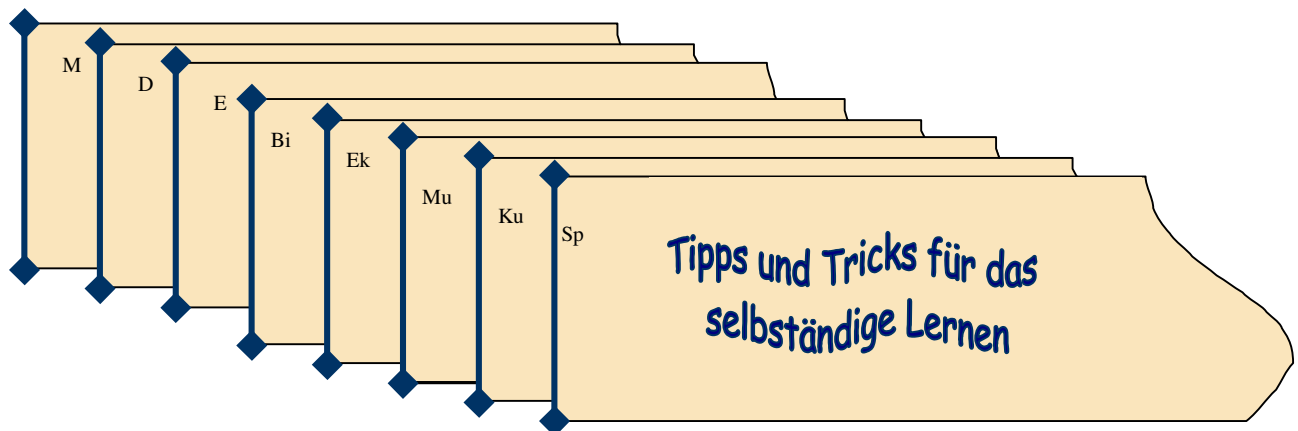 M
D
E
Bi
Ek
Mu
Ku
Sp
Tipps und Tricks für das
selbständige Lernen